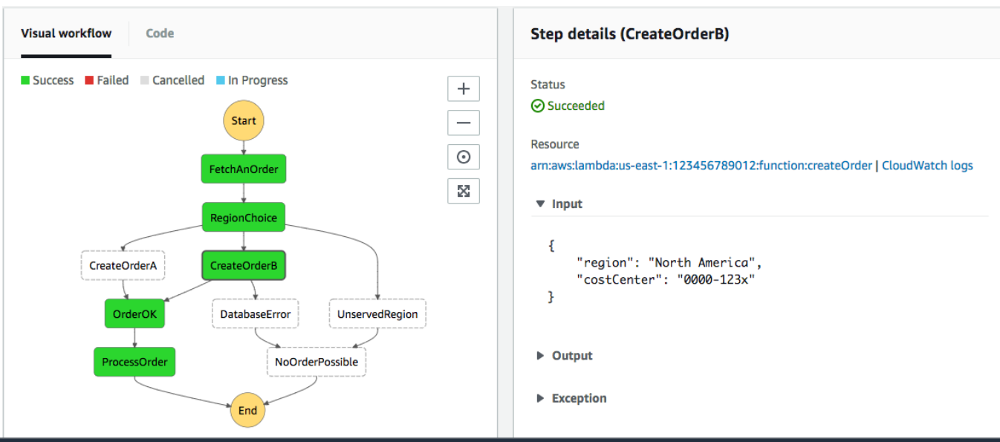 Visual workflow Code
Success Failed Cancelled In Progress
Start
FetchAnOrder
RegionChoice
CreateOrderA CreateOrderB
OrderOK DatabaseError UnservedRegion
ProcessOrder NoOrderPossible
End
Step details (CreateOrderB)
Status
Succeeded
Resource
arn:aws:lambda:us-east-1:123456789012:function:createOrder | CloudWatch logs
Input
{
"region": "North America",
"costCenter": "0000-123x"
}
Output
Exception